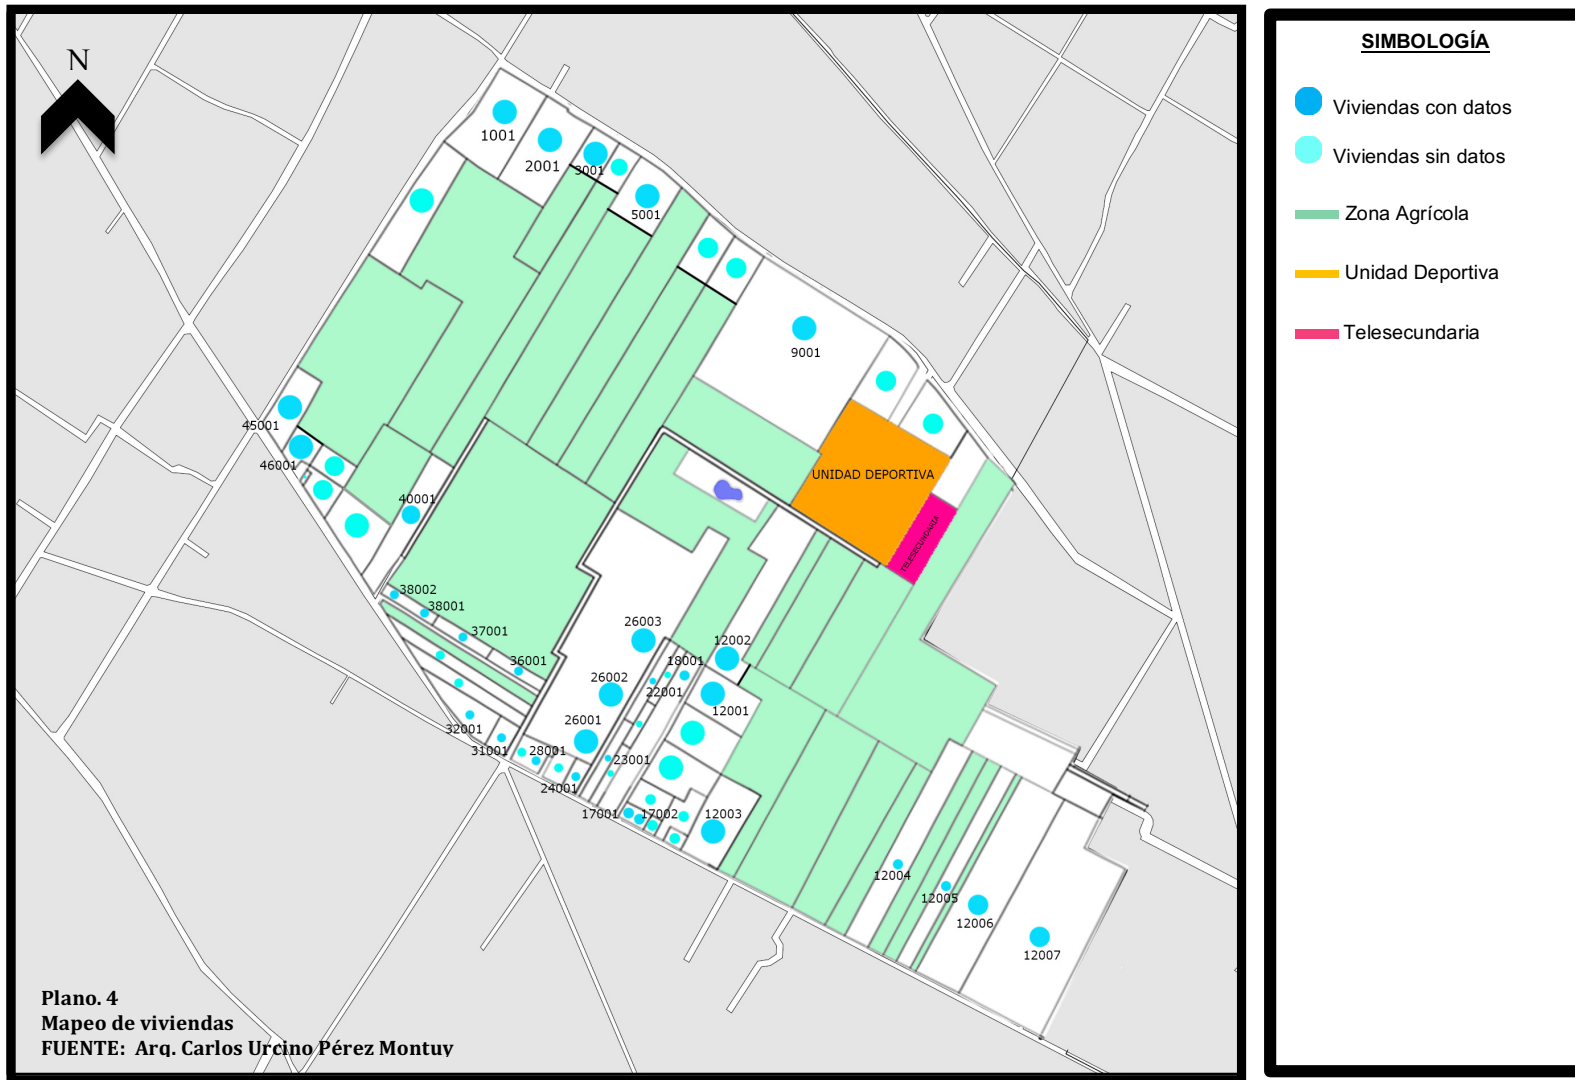 N
1001
2001
3001
5001
9001
45001
46001
40001
UNIDAD DEPORTIVA
TELESECUNDARIA
38002
38001
37001
36001
26003
12002
18001
26002
22001
12001
32001
26001
31001
28001
23001
24001
17001
17002
12003
12004
12005
12006
12007
Plano. 4
Mapeo de viviendas
FUENTE: Arq. Carlos Urcino Pérez Montuy
SIMBOLOGÍA
Viviendas con datos
Viviendas sin datos
Zona Agrícola
Unidad Deportiva
Telesecundaria